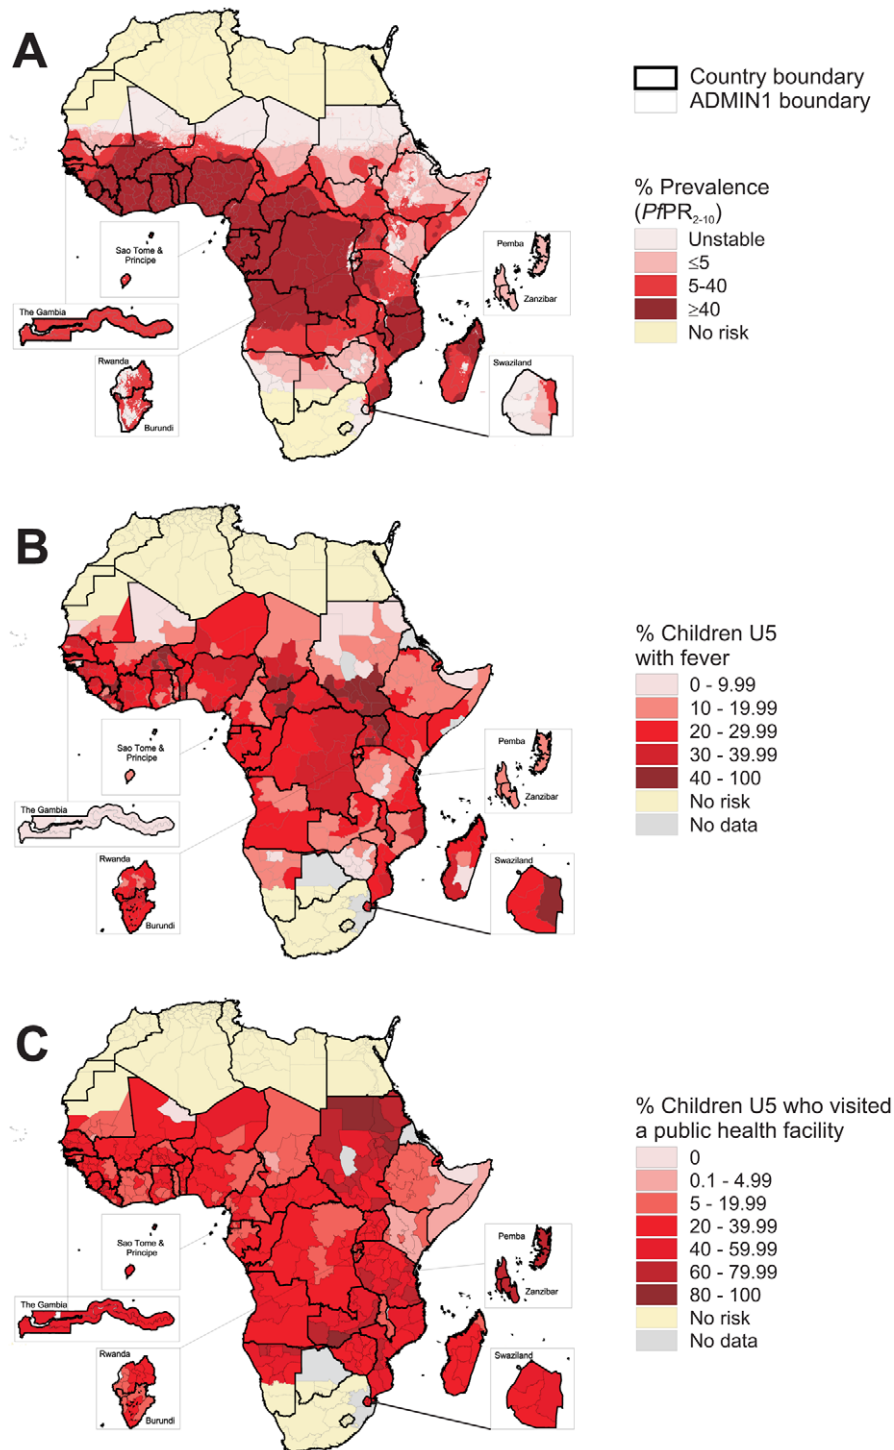 A
Country boundary
ADMIN1 boundary
% Prevalence
(PfPR2-10)
Unstable
≤5
5-40
≥40
No risk
Sao Tome &
Principe
The Gambia
Rwanda
Burundi
Pemba
Zanzibar
Swaziland
B
% Children U5
with fever
0 - 9.99
10 - 19.99
20 - 29.99
30 - 39.99
40 - 100
No risk
No data
Sao Tome &
Principe
The Gambia
Rwanda
Burundi
Pemba
Zanzibar
Swaziland
C
% Children U5 who visited
a public health facility
0
0.1 - 4.99
5 - 19.99
20 - 39.99
40 - 59.99
60 - 79.99
80 - 100
No risk
No data
Sao Tome &
Principe
The Gambia
Rwanda
Burundi
Pemba
Zanzibar
Swaziland